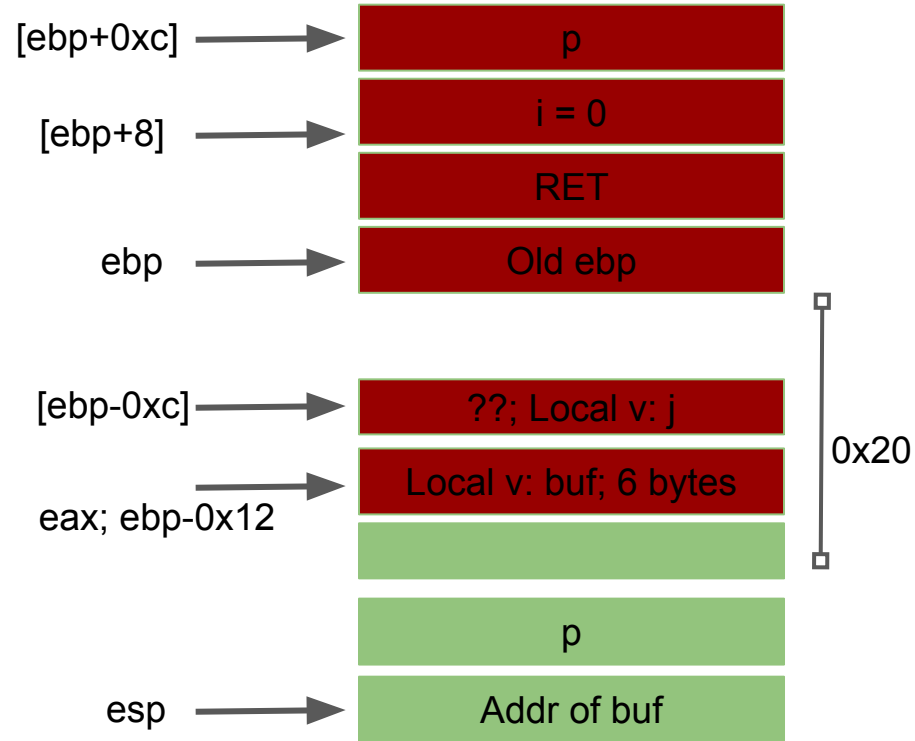 [ebp+0xc]
p
[ebp+8]
i = 0
RET
ebp
Old ebp
[ebp-0xc]
??; Local v: j
0x20
Local v: buf; 6 bytes
eax; ebp-0x12
p
esp
Addr of buf